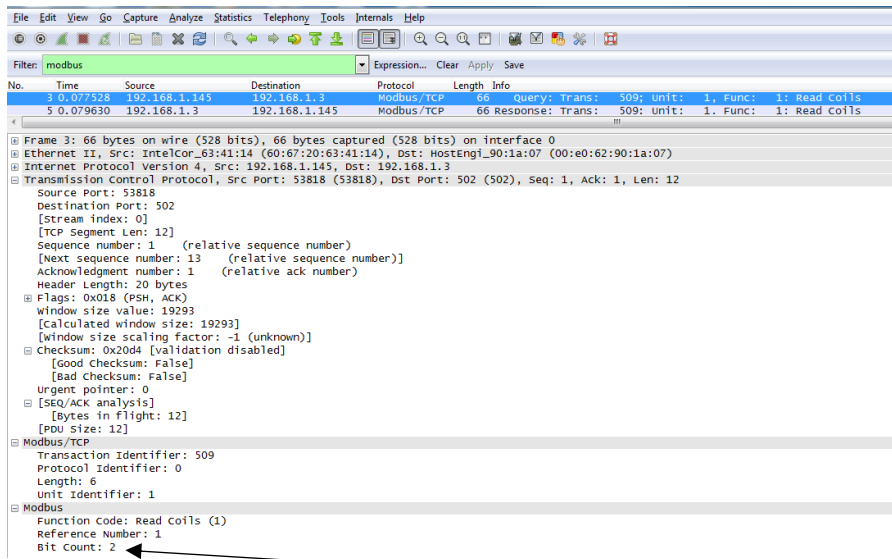 File Edit View Go Capture Analyze Statistics Telephony Tools Internals Help
Filter: modbus Expression... Clear Apply Save
No. Time Source Destination Protocol Length Info
3 0.077528 192.168.1.145 192.168.1.3 Modbus/TCP 66 Query: Trans: 509; Unit: 1, Func: 1: Read Coils
5 0.079630 192.168.1.3 192.168.1.145 Modbus/TCP 66 Response: Trans: 509; Unit: 1, Func: 1: Read Coils
Frame 3: 66 bytes on wire (528 bits), 66 bytes captured (528 bits) on interface 0
Ethernet II, Src: IntelCor_63:41:14 (60:67:20:63:41:14), Dst: HostEngi_90:1a:07 (00:e0:62:90:1a:07)
Internet Protocol Version 4, Src: 192.168.1.145, Dst: 192.168.1.3
Transmission Control Protocol, Src Port: 53818 (53818), Dst Port: 502 (502), Seq: 1, Ack: 1, Len: 12
Source Port: 53818
Destination Port: 502
[Stream index: 0]
[TCP Segment Len: 12]
Sequence number: 1 (relative sequence number)
[Next sequence number: 13 (relative sequence number)]
Acknowledgment number: 1 (relative ack number)
Header Length: 20 bytes
Flags: 0x018 (PSH, ACK)
Window size value: 19293
[Calculated window size: 19293]
[Window size scaling factor: -1 (unknown)]
Checksum: 0x20d4 [validation disabled]
[Good Checksum: False]
[Bad Checksum: False]
Urgent pointer: 0
[SEQ/ACK analysis]
[Bytes in flight: 12]
[PDU Size: 12]
Modbus/TCP
Transaction Identifier: 509
Protocol Identifier: 0
Length: 6
Unit Identifier: 1
Modbus
Function Code: Read Coils (1)
Reference Number: 1
Bit Count: 2